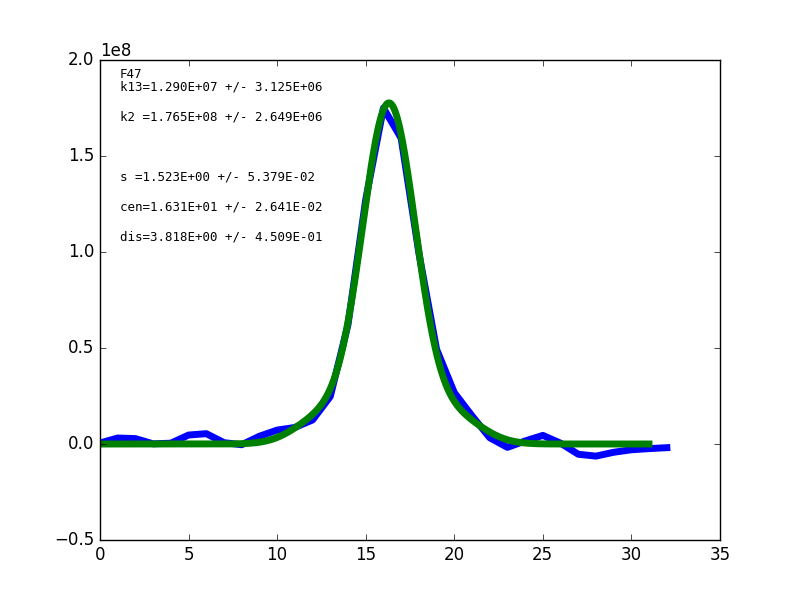 1e8
2.0
F47
k13=1.290E+07 +/- 3.125E+06
k2 =1.765E+08 +/- 2.649E+06
1.5
s =1.523E+00 +/- 5.379E-02
cen=1.631E+01 +/- 2.641E-02
dis=3.818E+00 +/- 4.509E-01
1.0
0.5
0.0
−0.5
0 5 10 15 20 25 30 35